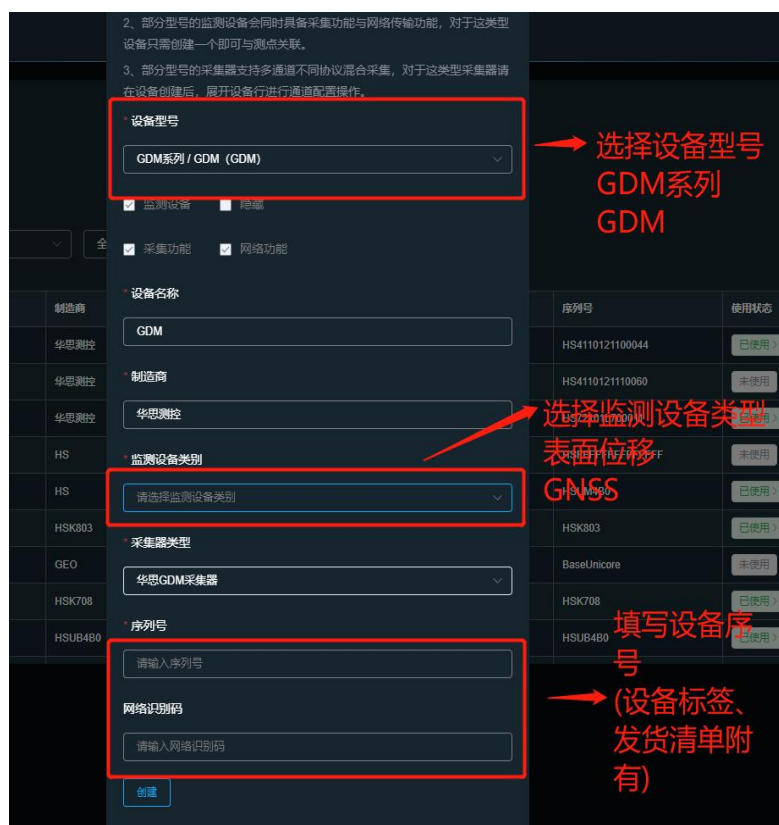 2、部分型号的监测设备会同时具备采集功能与网络传输功能，对于这类型
设备只需创建一个即可与测点关联。
3、部分型号的采集器支持多通道不同协议混合采集，对于这类型采集器请
在设备创建后，展开设备行进行通道配置操作。
* 设备型号
GDM系列 / GDM（GDM）
选择设备型号
GDM系列
GDM
监测设备
隐藏
采集功能
网络功能
全
* 设备名称
GDM
制造商
序列号
使用状态
华思测控
HS4110121100044
已使用
* 制造商
华思测控
HS4110121110060
未使用
华思测控
华思测控
已使用
选择监测设备类型
表面位移
GNSS
* 监测设备类别
请选择监测设备类别
HS
未使用
HS
HSUM4B0
已使用
HSK803
HSK803
已使用
* 采集器类型
华思GDM采集器
GEO
BaseUnicore
未使用
HSK708
HSK708
已使用
* 序列号
请输入序列号
HSUB4B0
HSUB4B0
已使用
填写设备序
号
(设备标签、
发货清单附
有)
网络识别码
请输入网络识别码
创建